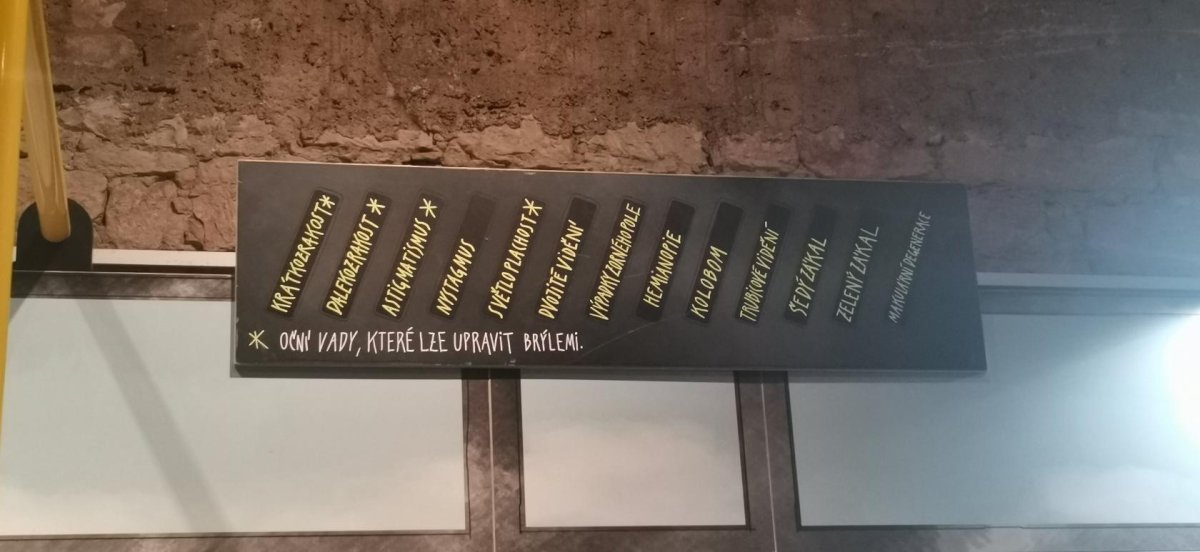 KRÁTKOZRAKOST*
DALEKOZRAKOST *
ASTIGMATISMUS *
NYSTAGMUS
SVĚTLOPLACHOST*
DVOJITÉ VIDĚNÍ
VÝPADKY ZORNÉHO POLE
HEMIANOPIE
KOLOBOM
TRUBICOVÉ VIDĚNÍ
ŠEDÝ ZÁKAL
ZELENÝ ZÁKAL
MAKULÁRNÍ DEGENERACE
* OČNÍ VADY, KTERÉ LZE UPRAVIT BRÝLEMI.